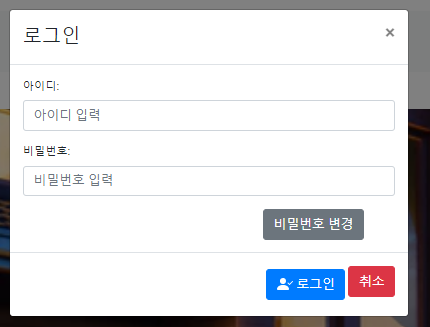 로그인 ×
아이디:
아이디 입력
비밀번호:
비밀번호 입력
비밀번호 변경
로그인 취소